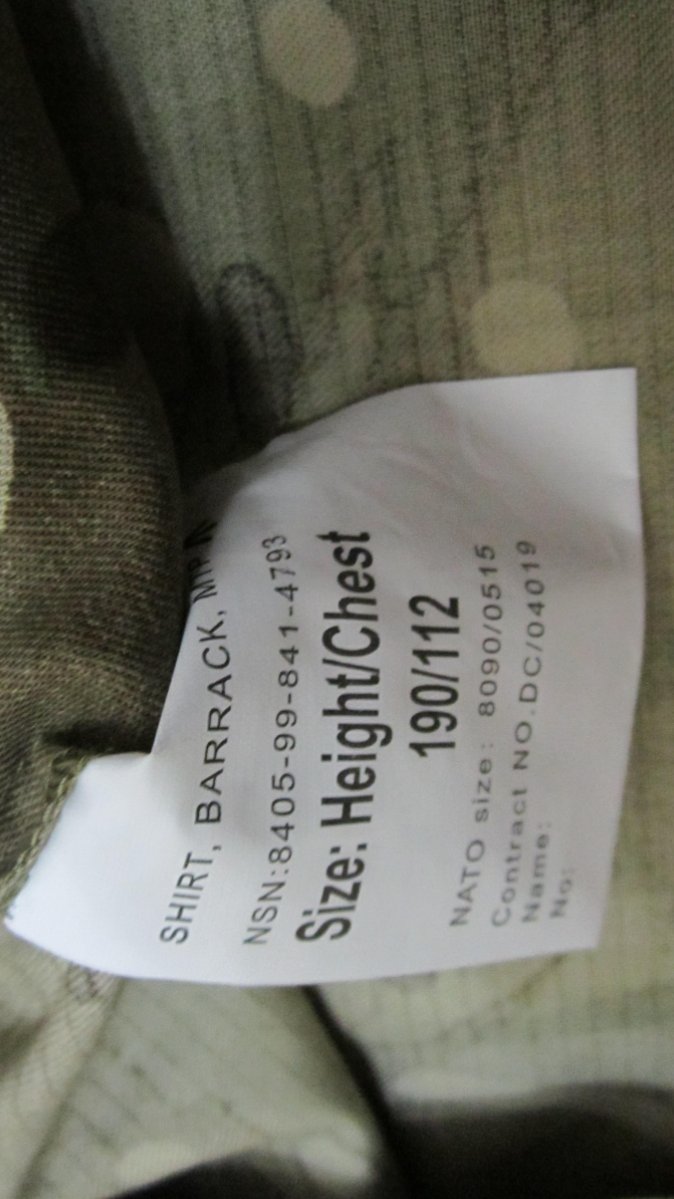 SHIRT, BARRACK, MTP
NSN:8405-99-841-4793
Size: Height/Chest
190/112
NATO size: 8090/0515
Contract NO.DC/04019
Name:
No: